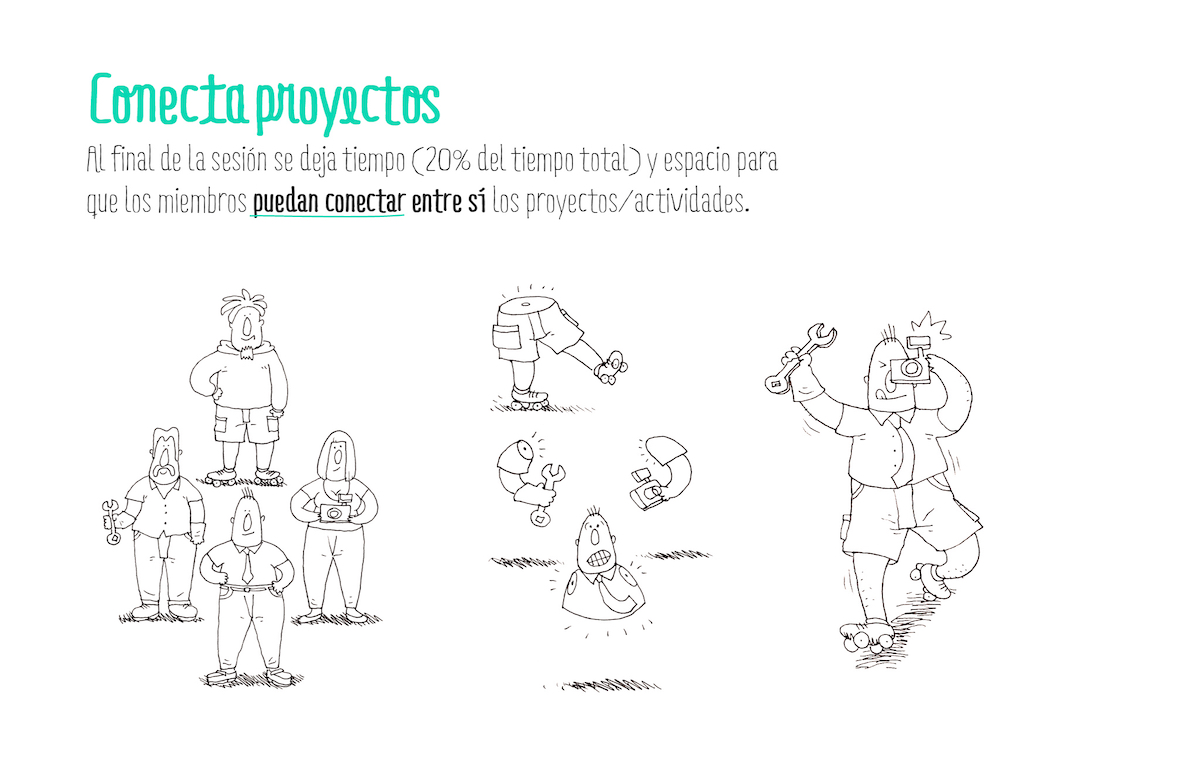 Conecta proyectos
Al final de la sesión se deja tiempo (20% del tiempo total) y espacio para
que los miembros puedan conectar entre sí los proyectos/actividades.